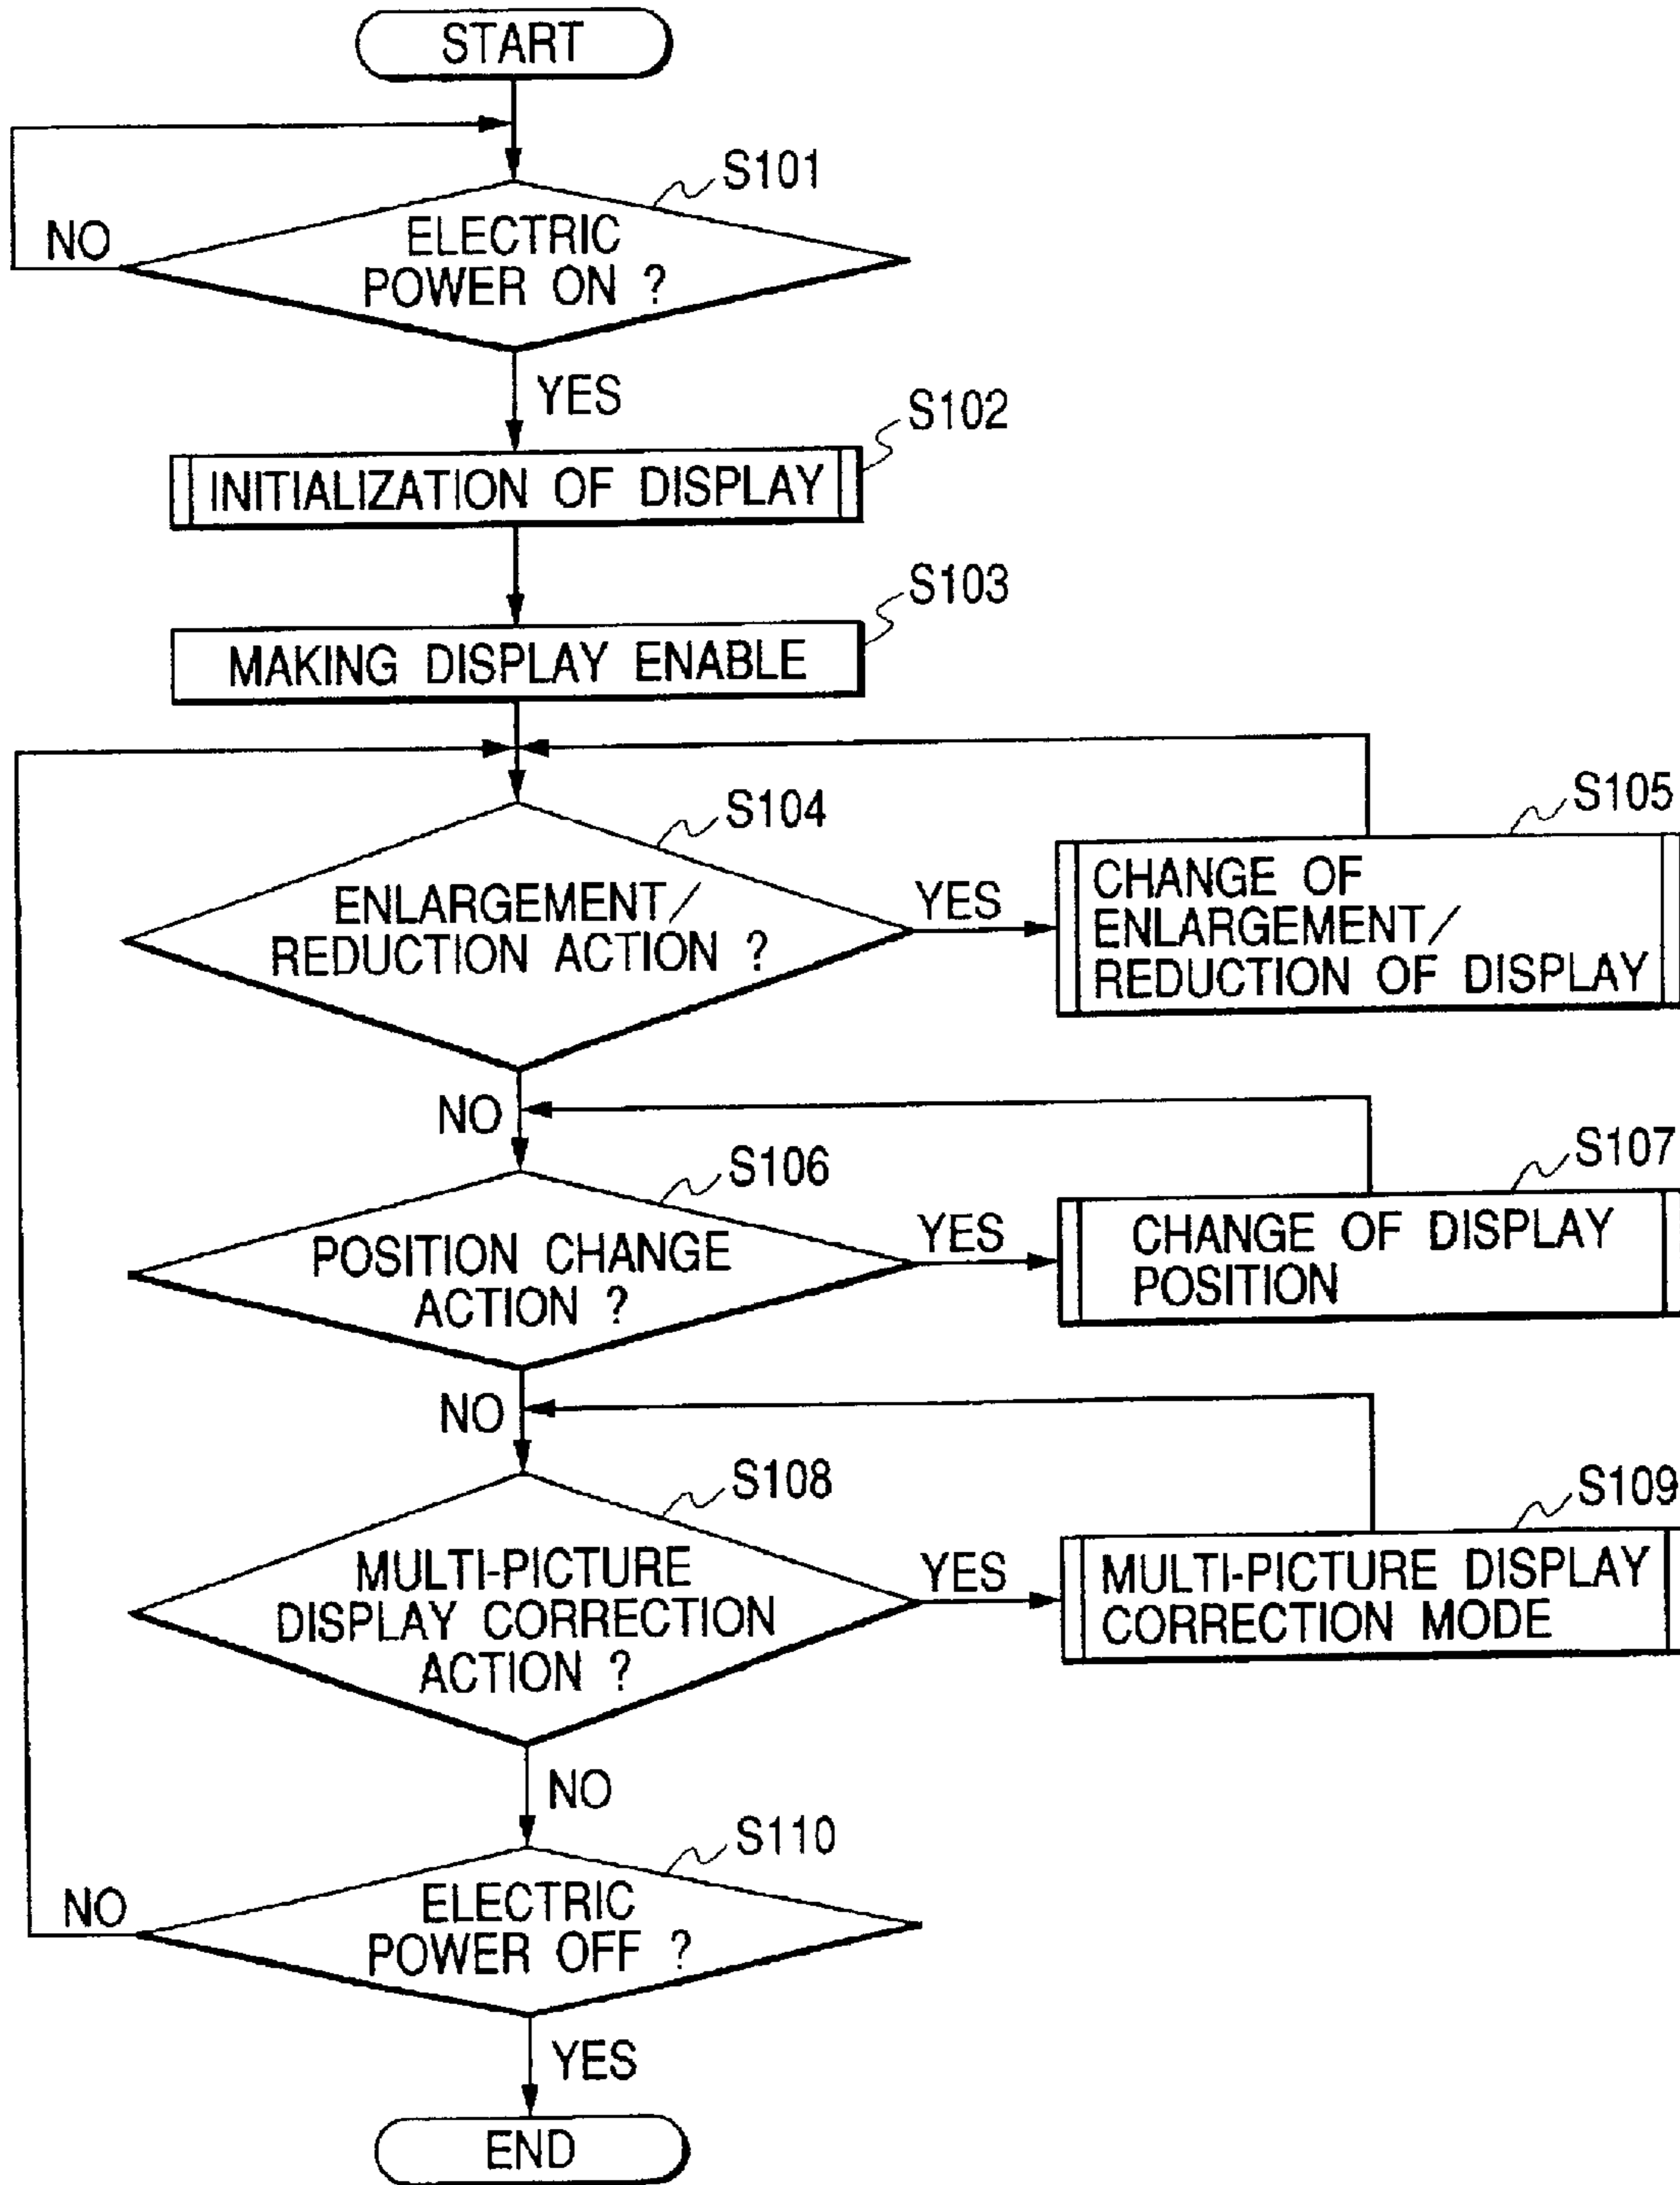 START
S101
NO
ELECTRIC
POWER ON ?
YES
S102
INITIALIZATION OF DISPLAY
S103
MAKING DISPLAY ENABLE
S104
ENLARGEMENT/
REDUCTION ACTION ?
YES
S105
CHANGE OF
ENLARGEMENT/
REDUCTION OF DISPLAY
NO
S106
POSITION CHANGE
ACTION ?
YES
S107
CHANGE OF DISPLAY
POSITION
NO
S108
MULTI-PICTURE
DISPLAY CORRECTION
ACTION ?
YES
S109
MULTI-PICTURE DISPLAY
CORRECTION MODE
NO
S110
NO
ELECTRIC
POWER OFF ?
YES
END